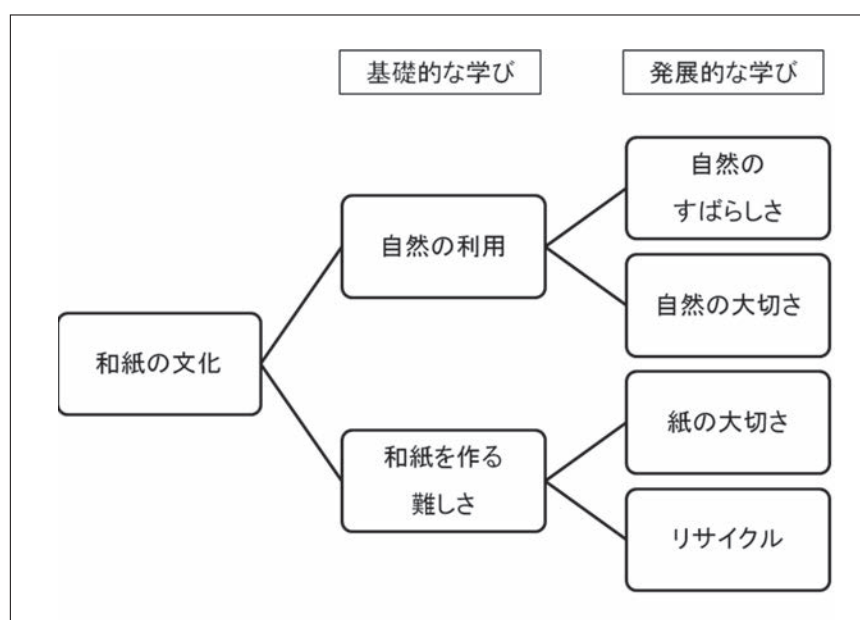 基礎的な学び
発展的な学び
自然の
すばらしさ
自然の利用
自然の大切さ
和紙の文化
紙の大切さ
和紙を作る
難しさ
リサイクル